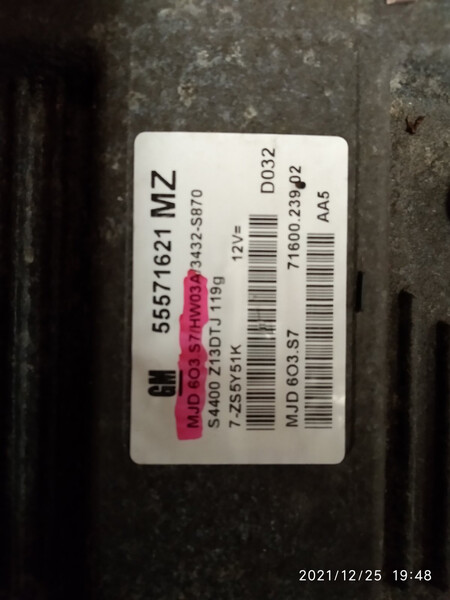 GM 55571621 MZ
MJD 6O3 S7/HW03A/3432-S870
S4400 Z13DTJ 119g
7-ZS5Y51K 12V=
D032
MJD 6O3.S7 71600.239.02
AA5
2021/12/25 19:48